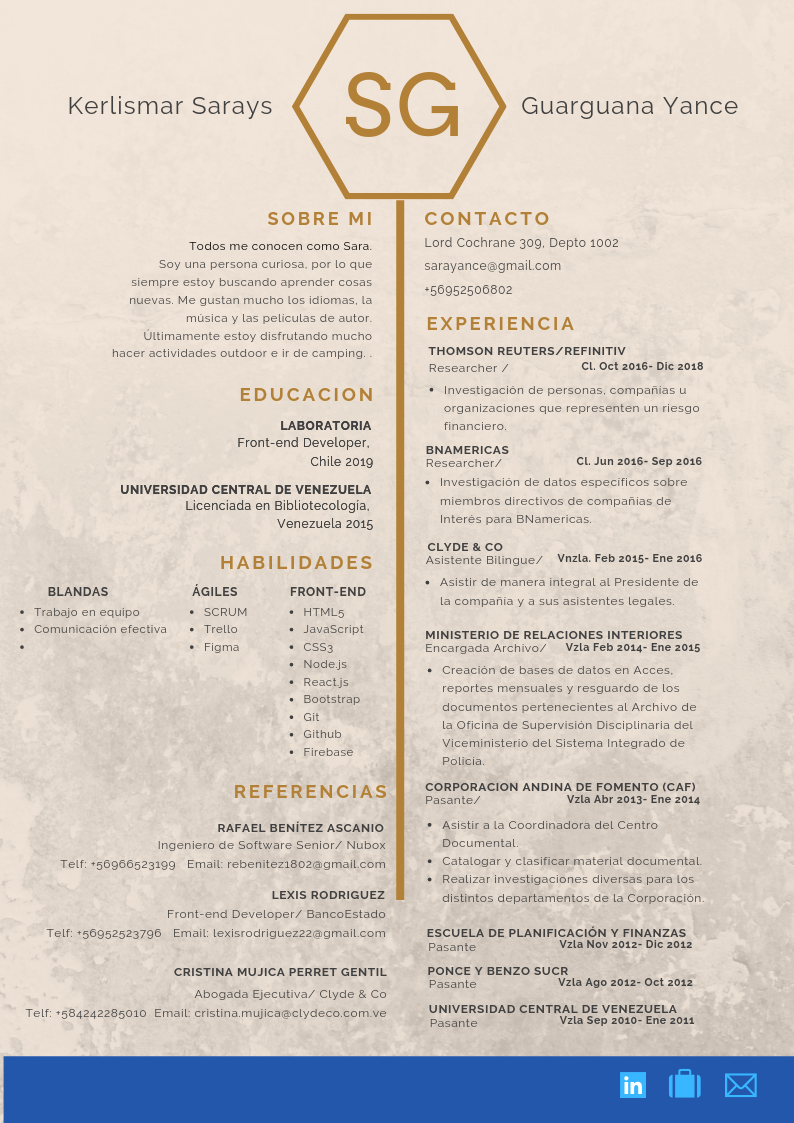 Kerlismar Sarays
SG
Guarguana Yance
SOBRE MI
Todos me conocen como Sara.
Soy una persona curiosa, por lo que
siempre estoy buscando aprender cosas
nuevas. Me gustan mucho los idiomas, la
música y las películas de autor.
Últimamente estoy disfrutando mucho
hacer actividades outdoor e ir de camping. .
EDUCACION
LABORATORIA
Front-end Developer,
Chile 2019
UNIVERSIDAD CENTRAL DE VENEZUELA
Licenciada en Bibliotecología,
Venezuela 2015
HABILIDADES
BLANDAS
• Trabajo en equipo
• Comunicación efectiva
•
ÁGILES
• SCRUM
• Trello
• Figma
FRONT-END
• HTML5
• JavaScript
• CSS3
• Node.js
• React.js
• Bootstrap
• Git
• Github
• Firebase
REFERENCIAS
RAFAEL BENÍTEZ ASCANIO
Ingeniero de Software Senior/ Nubox
Telf: +56966523199 Email: rebenitez1802@gmail.com
LEXIS RODRIGUEZ
Front-end Developer/ BancoEstado
Telf: +56952523796 Email: lexisrodriguez22@gmail.com
CRISTINA MUJICA PERRET GENTIL
Abogada Ejecutiva/ Clyde & Co
Telf: +584242285010 Email: cristina.mujica@clydeco.com.ve
CONTACTO
Lord Cochrane 309, Depto 1002
sarayance@gmail.com
+56952506802
EXPERIENCIA
THOMSON REUTERS/REFINITIV
Researcher / Cl. Oct 2016- Dic 2018
• Investigación de personas, compañías u
organizaciones que representen un riesgo
financiero.
BNAMERICAS
Researcher/ Cl. Jun 2016- Sep 2016
• Investigación de datos específicos sobre
miembros directivos de compañías de
Interés para BNamericas.
CLYDE & CO
Asistente Bilingue/ Vnzla. Feb 2015- Ene 2016
• Asistir de manera integral al Presidente de
la compañía y a sus asistentes legales.
MINISTERIO DE RELACIONES INTERIORES
Encargada Archivo/ Vzla Feb 2014- Ene 2015
• Creación de bases de datos en Acces,
reportes mensuales y resguardo de los
documentos pertenecientes al Archivo de
la Oficina de Supervisión Disciplinaria del
Viceministerio del Sistema Integrado de
Policía.
CORPORACION ANDINA DE FOMENTO (CAF)
Pasante/ Vzla Abr 2013- Ene 2014
• Asistir a la Coordinadora del Centro
Documental.
• Catalogar y clasificar material documental.
• Realizar investigaciones diversas para los
distintos departamentos de la Corporación.
ESCUELA DE PLANIFICACIÓN Y FINANZAS
Pasante Vzla Nov 2012- Dic 2012
PONCE Y BENZO SUCR
Pasante Vzla Ago 2012- Oct 2012
UNIVERSIDAD CENTRAL DE VENEZUELA
Pasante Vzla Sep 2010- Ene 2011
in